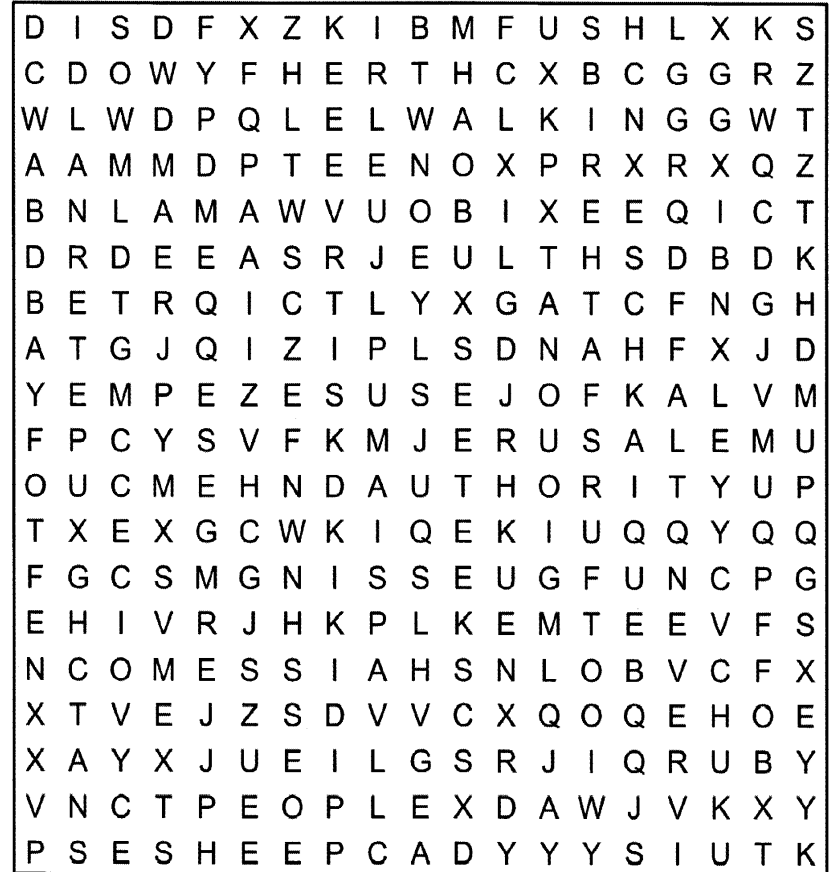 D I S D F X Z K I B M F U S H L X K S
C D O W Y F H E R T H C X B C G G R Z
W L W D P Q L E L W A L K I N G G W T
A A M M D P T E E N O X P R X R X Q Z
B N L A M A W V U O B I X E E Q I C T
D R D E E A S R J E U L T H S D B D K
B E T R Q I C T L Y X G A T C F N G H
A T G J Q I Z I P L S D N A H F X J D
Y E M P E Z E S U S E J O F K A L V M
F P C Y S V F K M J E R U S A L E M U
O U C M E H N D A U T H O R I T Y U P
T X E X G C W K I Q E K I U Q Q Y Q Q
F G C S M G N I S S E U G F U N C P G
E H I V R J H K P L K E M T E E V F S
N C O M E S S I A H S N L O B V C F X
X T V E J Z S D V V C X Q O Q E H O E
X A Y X J U E I L G S R J I Q R U B Y
V N C T P E O P L E X D A W J V K X Y
P S E S H E E P C A D Y Y Y S I U T K